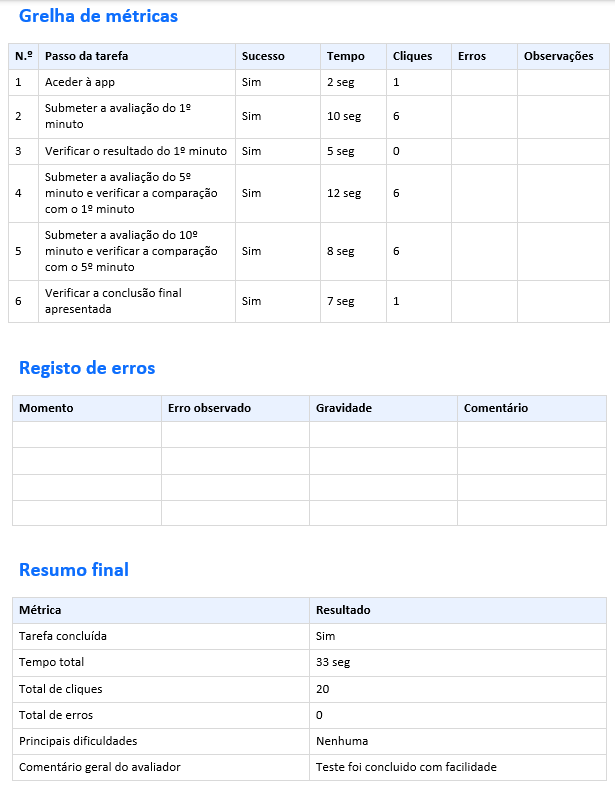 Grelha de métricas
N.º Passo da tarefa Sucesso Tempo Cliques Erros Observações
1 Aceder à app Sim 2 seg 1
2 Submeter a avaliação do 1º
minuto Sim 10 seg 6
3 Verificar o resultado do 1º minuto Sim 5 seg 0
4 Submeter a avaliação do 5º
minuto e verificar a comparação
com o 1º minuto Sim 12 seg 6
5 Submeter a avaliação do 10º
minuto e verificar a comparação
com o 5º minuto Sim 8 seg 6
6 Verificar a conclusão final
apresentada Sim 7 seg 1
Registo de erros
Momento Erro observado Gravidade Comentário
Resumo final
Métrica Resultado
Tarefa concluída Sim
Tempo total 33 seg
Total de cliques 20
Total de erros 0
Principais dificuldades Nenhuma
Comentário geral do avaliador Teste foi concluido com facilidade